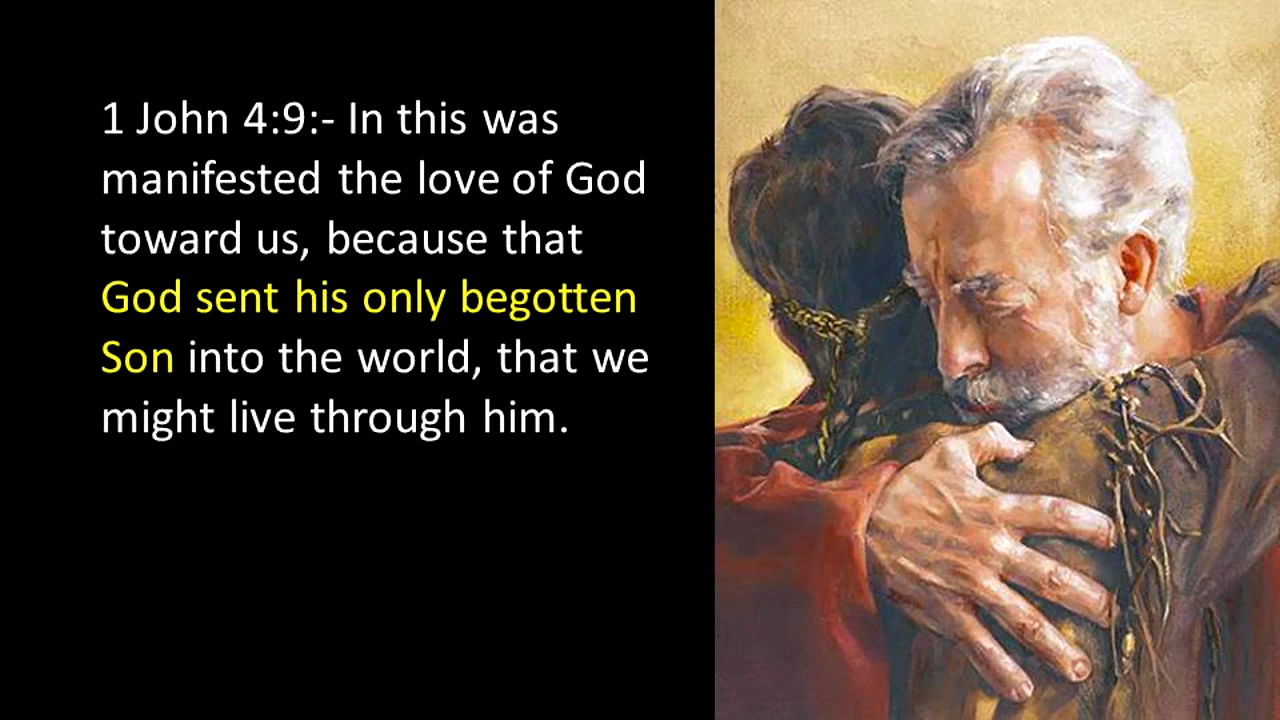 1 John 4:9:- In this was
manifested the love of God
toward us, because that
God sent his only begotten
Son into the world, that we
might live through him.